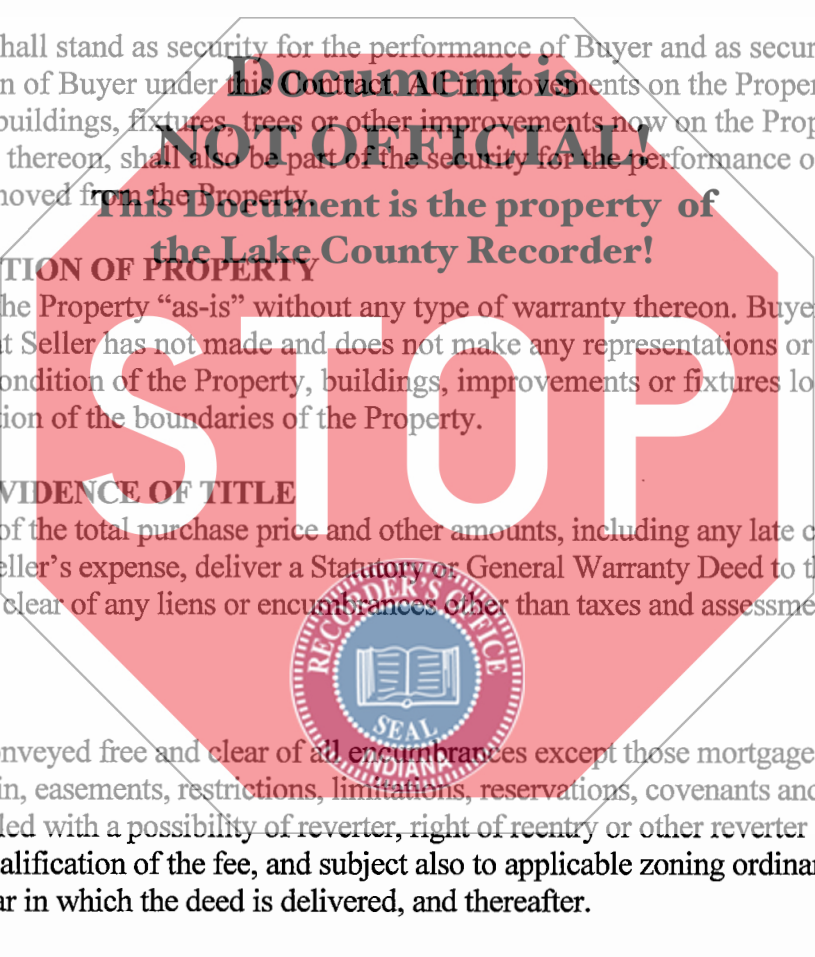 hall stand as security for the performance of Buyer and as secur
n of Buyer under this Contract. All improvements on the Proper
buildings, fixtures, trees or other improvements now on the Prop
thereon, shall also be part of the security for the performance o
moved from the Property.
Document is
NOT OFFICIAL!
This Document is the property of
the Lake County Recorder!
TION OF PROPERTY
he Property “as-is” without any type of warranty thereon. Buye
t Seller has not made and does not make any representations or
ondition of the Property, buildings, improvements or fixtures lo
tion of the boundaries of the Property.
STOP
VIDENCE OF TITLE
of the total purchase price and other amounts, including any late c
eller’s expense, deliver a Statutory or General Warranty Deed to th
clear of any liens or encumbrances other than taxes and assessme
RECORDER'S OFFICE
SEAL
INDIANA
onveyed free and clear of all encumbrances except those mortgage
in, easements, restrictions, limitations, reservations, covenants and
led with a possibility of reverter, right of reentry or other reverter
alification of the fee, and subject also to applicable zoning ordinan
ar in which the deed is delivered, and thereafter.